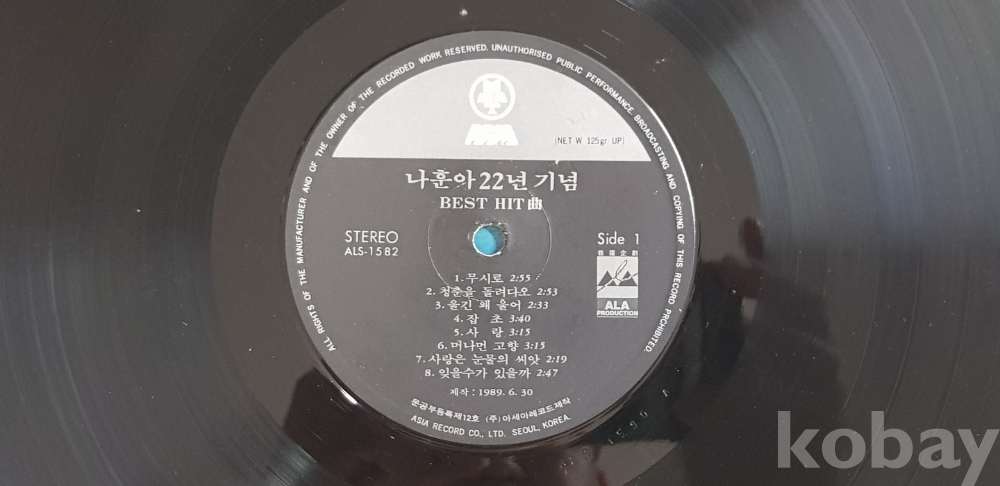 ALL RIGHTS OF THE MANUFACTURER AND OF THE OWNER OF THE RECORDED WORK RESERVED. UNAUTHORISED PUBLIC PERFORMANCE BROADCASTING AND COPYING OF THIS RECORD PROHIBITED.
(NET W 125gr UP)
나훈아 22년 기념
BEST HIT 曲
STEREO
ALS-1582
Side 1
ALA
PRODUCTION
1. 무시로 2:55
2. 청춘을 돌려다오 2:53
3. 울긴 왜 울어 2:33
4. 잡 초 3:40
5. 사 랑 3:15
6. 머나먼 고향 3:15
7. 사랑은 눈물의 씨앗 2:19
8. 잊을수가 있을까 2:47
제작 : 1989. 6. 30
문공부등록제12호 (주)아세아레코드제작
ASIA RECORD CO., LTD. SEOUL, KOREA.
kobay